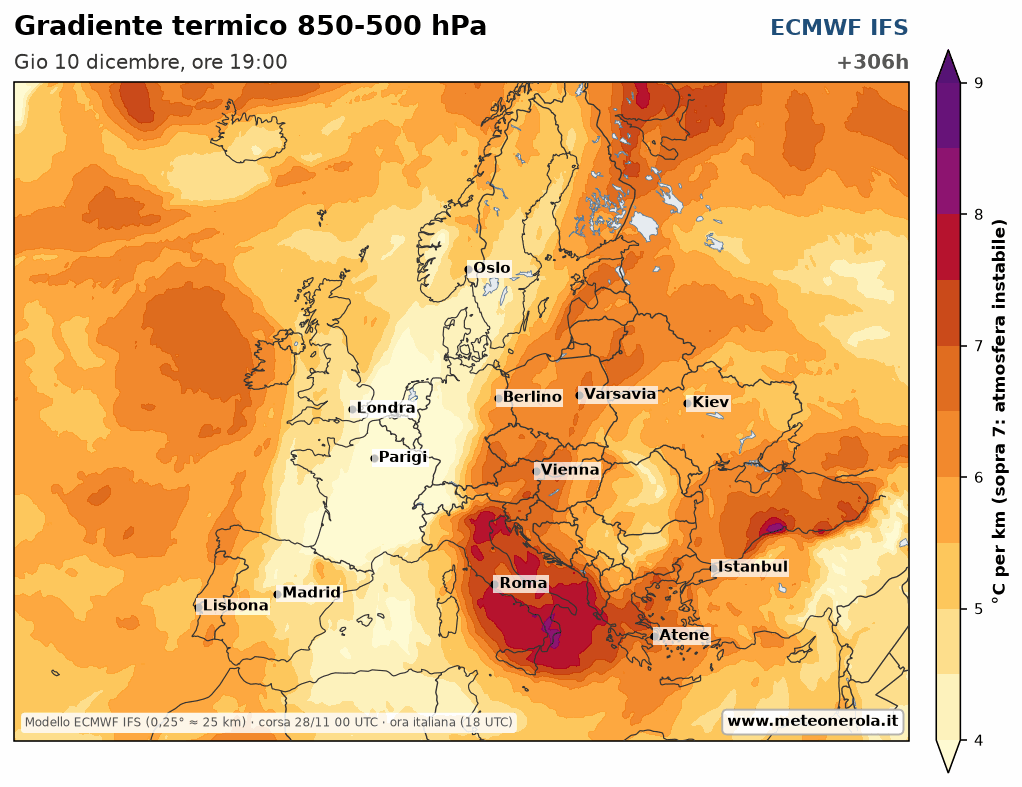 Gradiente termico 850-500 hPa
ECMWF IFS
Gio 10 dicembre, ore 19:00
+306h
9
8
7
6
5
4
°C per km (sopra 7: atmosfera instabile)
Oslo
Londra
Berlino
Varsavia
Kiev
Parigi
Vienna
Istanbul
Roma
Madrid
Lisbona
Atene
Modello ECMWF IFS (0,25° ≈ 25 km) · corsa 28/11 00 UTC · ora italiana (18 UTC)
www.meteonerola.it